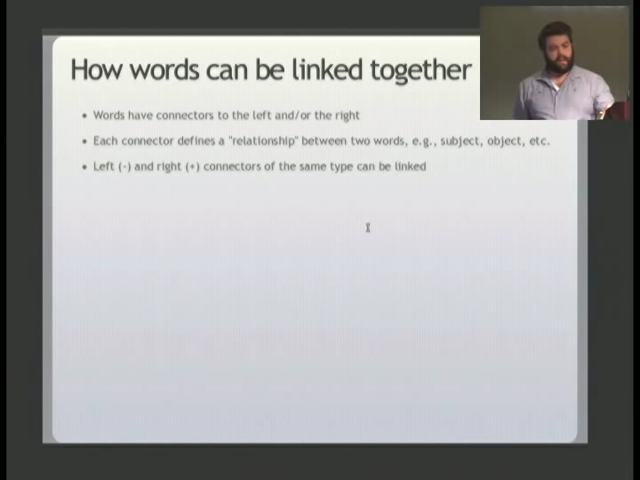 How words can be linked together
• Words have connectors to the left and/or the right
• Each connector defines a "relationship" between two words, e.g., subject, object, etc.
• Left (-) and right (+) connectors of the same type can be linked